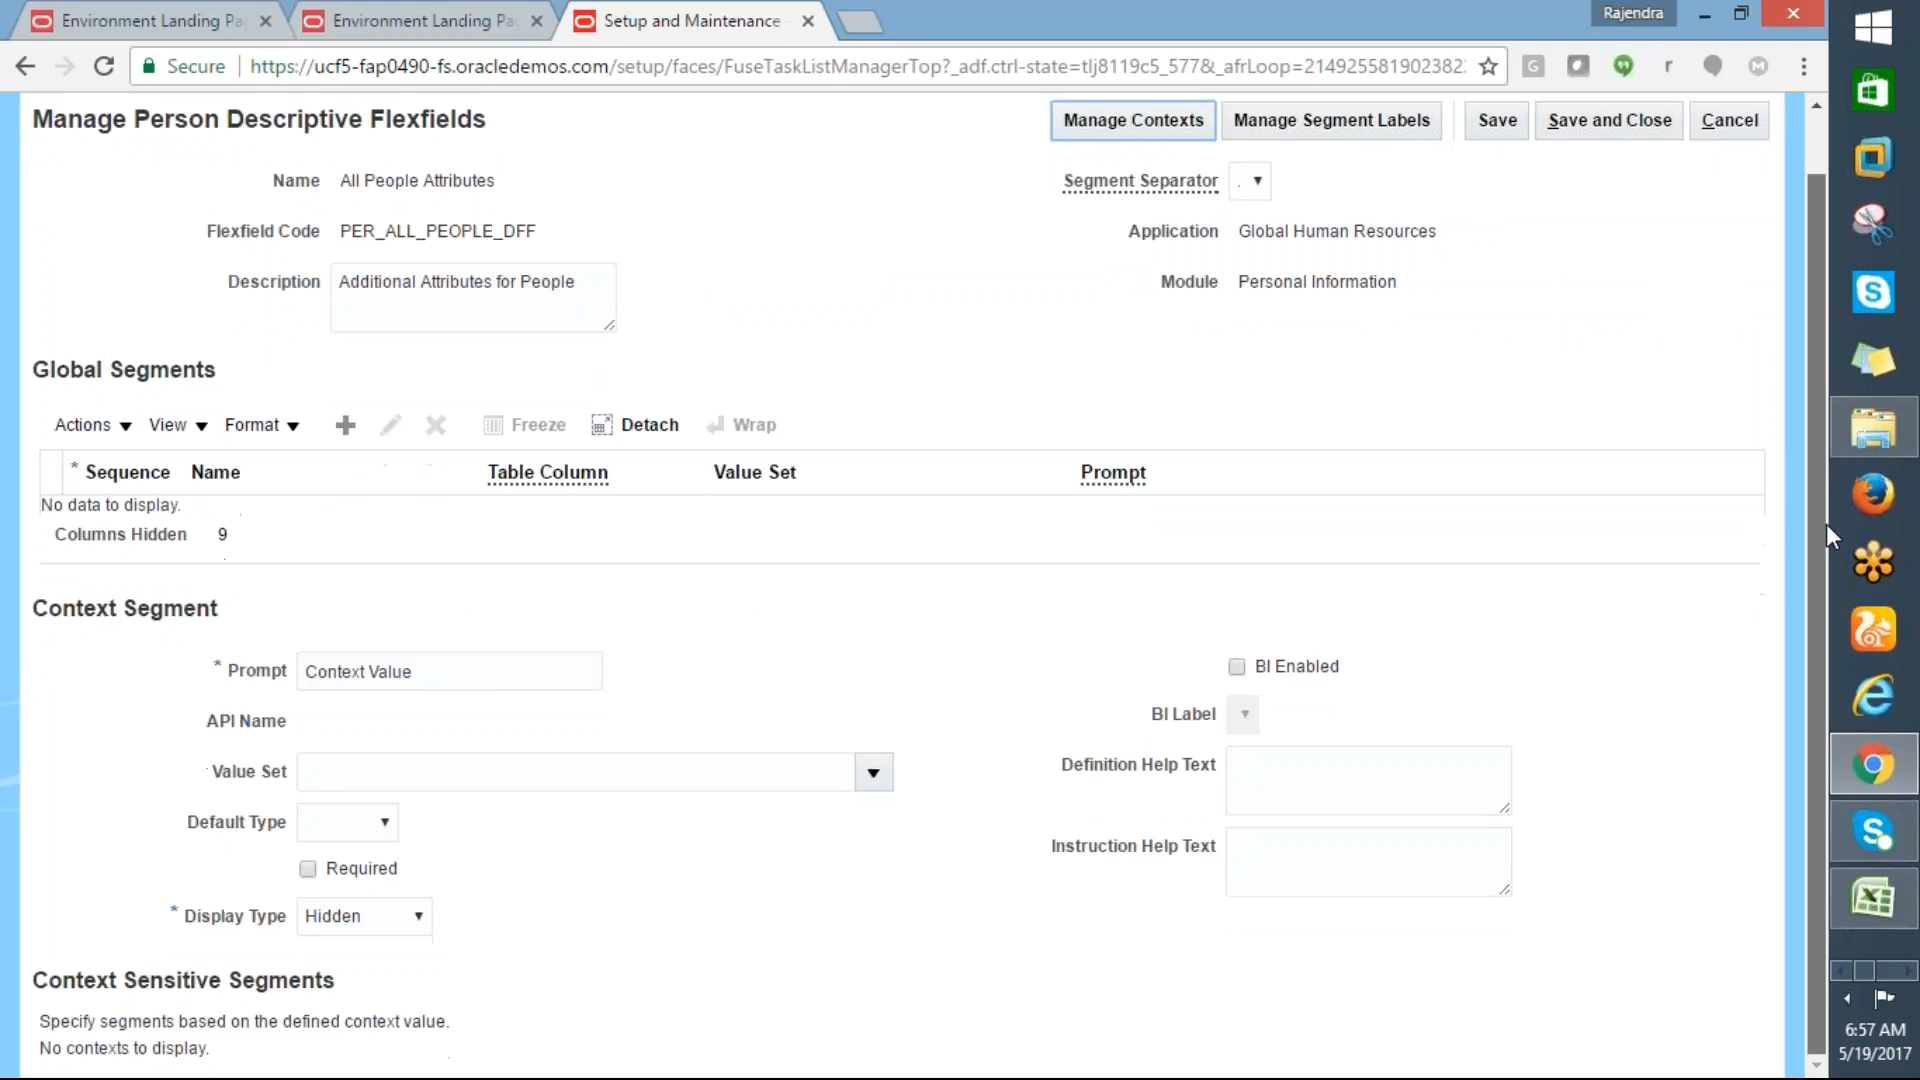 Environment Landing Pa
Environment Landing Pa
Setup and Maintenance
Rajendra
Secure
https://ucf5-fap0490-fs.oracledemos.com/setup/faces/FuseTaskListManagerTop?_adf.ctrl-state=tlj8119c5_577&_afrLoop=214925581902382
Manage Person Descriptive Flexfields
Manage Contexts
Manage Segment Labels
Save
Save and Close
Cancel
Name All People Attributes
Segment Separator .
Flexfield Code PER_ALL_PEOPLE_DFF
Application Global Human Resources
Description Additional Attributes for People
Module Personal Information
Global Segments
Actions View Format Freeze Detach Wrap
* Sequence Name Table Column Value Set Prompt
No data to display.
Columns Hidden 9
Context Segment
* Prompt Context Value
BI Enabled
API Name
BI Label
Value Set
Definition Help Text
Default Type
Instruction Help Text
Required
* Display Type Hidden
Context Sensitive Segments
Specify segments based on the defined context value.
No contexts to display.
6:57 AM
5/19/2017